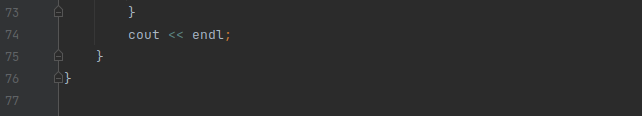 73 }
74 cout << endl;
75 }
76 }
77